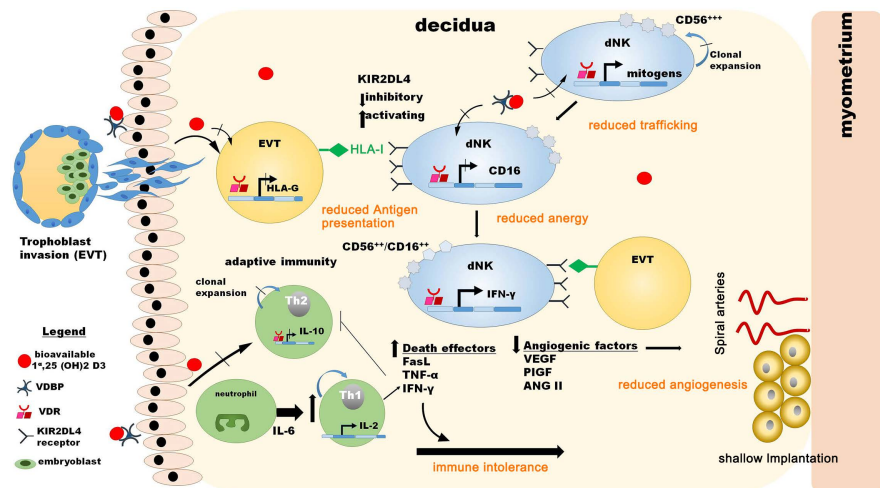 decidua
CD56+++
dNK
Clonal
expansion
mitogens
KIR2DL4
inhibitory
activating
reduced trafficking
myometrium
EVT
HLA-I
HLA-G
dNK
CD16
reduced Antigen
presentation
reduced anergy
Trophoblast
invasion (EVT)
CD56++/CD16++
dNK
IFN-γ
EVT
adaptive immunity
clonal
expansion
Th2
IL-10
Spiral arteries
Legend
bioavailable
1α,25 (OH)2 D3
VDBP
VDR
KIR2DL4
receptor
embryoblast
neutrophil
IL-6
Th1
IL-2
Death effectors
FasL
TNF-α
IFN-γ
Angiogenic factors
VEGF
PIGF
ANG II
reduced angiogenesis
immune intolerance
shallow Implantation